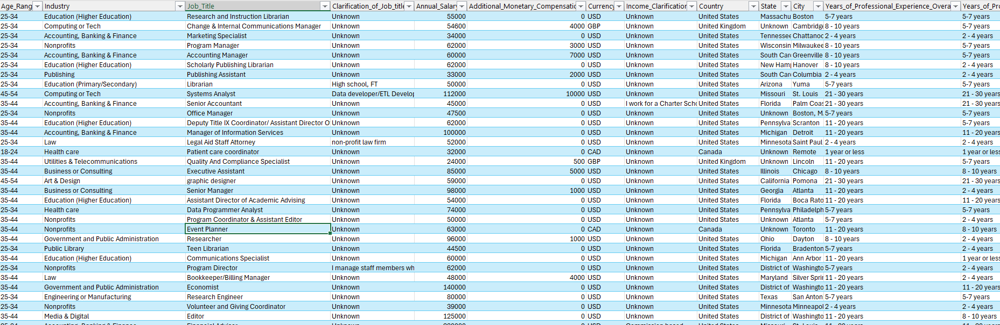 Age_Rang Industry Job_Title Clarification_of_Job_title Annual_Salary Additional_Monetary_Compensatic Currency Income_Clarification Country State City Years_of_Professional_Experience_Overa Years_of_Pr
25-34 Education (Higher Education) Research and Instruction Librarian Unknown 55000 0 USD Unknown United States Massachu Boston 5-7 years 5-7 years
25-34 Computing or Tech Change & Internal Communications Manager Unknown 54600 4000 GBP Unknown United Kingdom Unknown Cambridge 8 - 10 years 5-7 years
25-34 Accounting, Banking & Finance Marketing Specialist Unknown 34000 0 USD Unknown United States Tennessee Chattanoc 2 - 4 years 2 - 4 years
25-34 Nonprofits Program Manager Unknown 62000 3000 USD Unknown United States Wisconsin Milwaukee 8 - 10 years 5-7 years
25-34 Accounting, Banking & Finance Accounting Manager Unknown 60000 7000 USD Unknown United States South Car Greenville 8 - 10 years 5-7 years
25-34 Education (Higher Education) Scholarly Publishing Librarian Unknown 62000 0 USD Unknown United States New Ham Hanover 8 - 10 years 2 - 4 years
25-34 Publishing Publishing Assistant Unknown 33000 2000 USD Unknown United States South Car Columbia 2 - 4 years 2 - 4 years
25-34 Education (Primary/Secondary) Librarian High school, FT 50000 0 USD Unknown United States Arizona Yuma 5-7 years 5-7 years
45-54 Computing or Tech Systems Analyst Data developer/ETL Develop 112000 10000 USD Unknown United States Missouri St. Louis 21 - 30 years 21 - 30 years
35-44 Accounting, Banking & Finance Senior Accountant Unknown 45000 0 USD I work for a Charter Scho United States Florida Palm Coas 21 - 30 years 21 - 30 years
25-34 Nonprofits Office Manager Unknown 47500 0 USD Unknown United States Unknown Boston, M 5-7 years 5-7 years
35-44 Education (Higher Education) Deputy Title IX Coordinator/ Assistant Director O Unknown 62000 0 USD Unknown United States Pennsylva Scranton 11 - 20 years 5-7 years
35-44 Accounting, Banking & Finance Manager of Information Services Unknown 100000 0 USD Unknown United States Michigan Detroit 11 - 20 years 11 - 20 years
25-34 Law Legal Aid Staff Attorney non-profit law firm 52000 0 USD Unknown United States Minnesota Saint Paul 2 - 4 years 2 - 4 years
18-24 Health care Patient care coordinator Unknown 32000 0 CAD Unknown Canada Unknown Remote 1 year or less 1 year or less
35-44 Utilities & Telecommunications Quality And Compliance Specialist Unknown 24000 500 GBP Unknown United Kingdom Unknown Lincoln 11 - 20 years 5-7 years
35-44 Business or Consulting Executive Assistant Unknown 85000 5000 USD Unknown United States Illinois Chicago 8 - 10 years 8 - 10 years
45-54 Art & Design graphic designer Unknown 59000 0 USD Unknown United States California Pomona 21 - 30 years 21 - 30 years
35-44 Business or Consulting Senior Manager Unknown 98000 1000 USD Unknown United States Georgia Atlanta 11 - 20 years 2 - 4 years
35-44 Education (Higher Education) Assistant Director of Academic Advising Unknown 54000 0 USD Unknown United States Florida Boca Rato 11 - 20 years 11 - 20 years
25-34 Health care Data Programmer Analyst Unknown 74000 0 USD Unknown United States Pennsylva Philadelph 5-7 years 5-7 years
35-44 Nonprofits Program Coordinator & Assistant Editor Unknown 50000 0 USD Unknown United States Unknown Atlanta 5-7 years 2 - 4 years
35-44 Nonprofits Event Planner Unknown 63000 0 CAD Unknown Canada Unknown Toronto 11 - 20 years 8 - 10 years
35-44 Government and Public Administration Researcher Unknown 96000 1000 USD Unknown United States Ohio Dayton 8 - 10 years 2 - 4 years
25-34 Public Library Teen Librarian Unknown 44500 0 USD Unknown United States Florida Bradenton 5-7 years 2 - 4 years
35-44 Education (Higher Education) Communications Specialist Unknown 60000 0 USD Unknown United States Michigan Ann Arbor 11 - 20 years 1 year or less
25-34 Nonprofits Program Director I manage staff members wh 62000 0 USD Unknown United States District of Washingto 5-7 years 2 - 4 years
35-44 Law Bookkeeper/Billing Manager Unknown 48000 4000 USD Unknown United States Maryland Silver Sprin 11 - 20 years 2 - 4 years
35-44 Government and Public Administration Economist Unknown 140000 0 USD Unknown United States District of Washingto 11 - 20 years 11 - 20 years
25-34 Engineering or Manufacturing Research Engineer Unknown 80000 0 USD Unknown United States Texas San Anton 5-7 years 5-7 years
25-34 Nonprofits Volunteer and Giving Coordinator Unknown 39000 0 USD Unknown United States Minnesota Minneapol 2 - 4 years 2 - 4 years
35-44 Media & Digital Editor Unknown 125000 0 USD Unknown United States District of Washingto 11 - 20 years 8 - 10 years